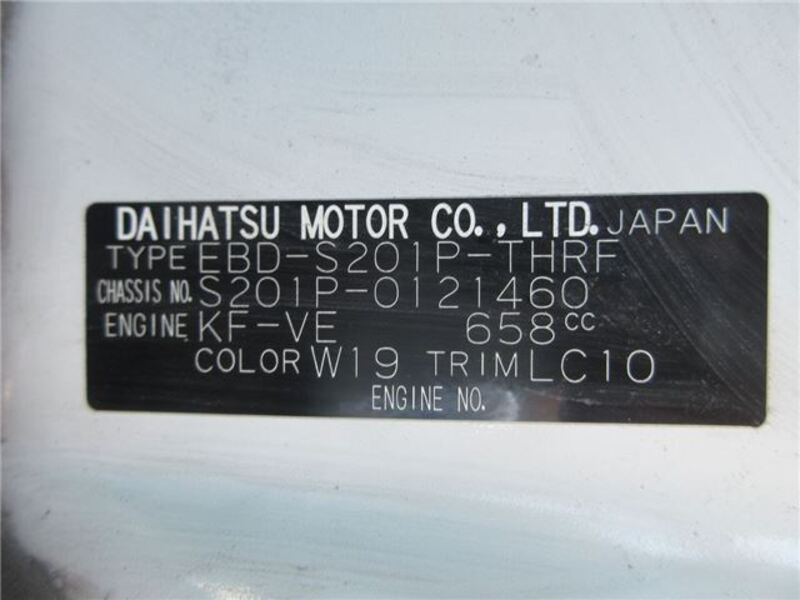 DAIHATSU MOTOR CO., LTD. JAPAN
TYPE EBD-S201P-THRF
CHASSIS NO. S201P-0121460
ENGINE KF-VE 658cc
COLOR W19 TRIM LC10
ENGINE NO.